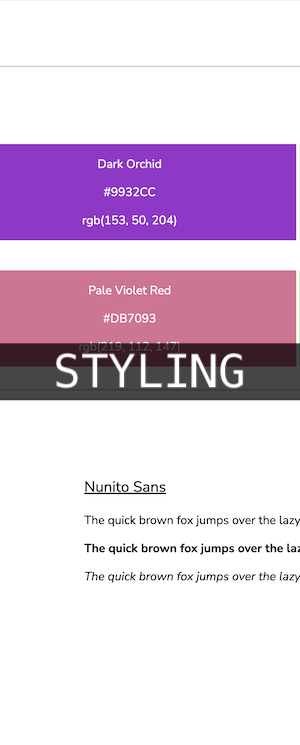 Dark Orchid
#9932CC
rgb(153, 50, 204)
Pale Violet Red
#DB7093
rgb(219, 112, 147)
STYLING
Nunito Sans
The quick brown fox jumps over the lazy
The quick brown fox jumps over the laz
The quick brown fox jumps over the lazy